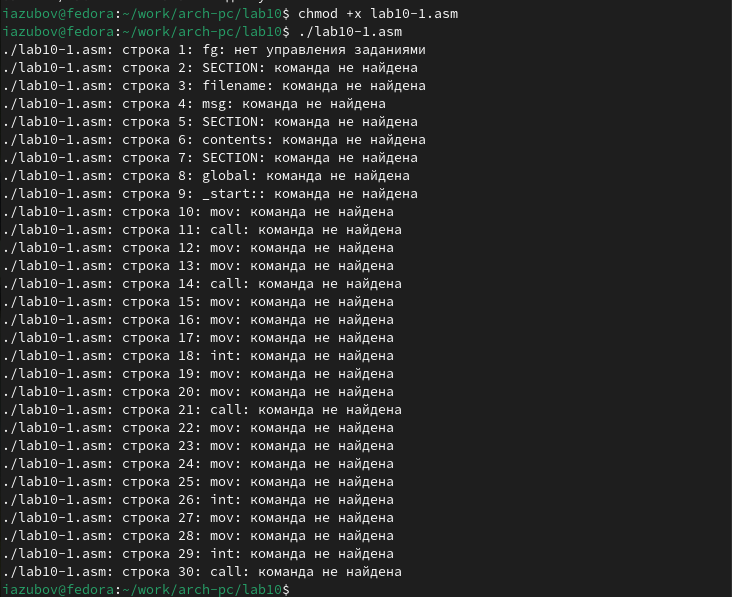 iazubov@fedora:~/work/arch-pc/lab10$ chmod +x lab10-1.asm
iazubov@fedora:~/work/arch-pc/lab10$ ./lab10-1.asm
./lab10-1.asm: строка 1: fg: нет управления заданиями
./lab10-1.asm: строка 2: SECTION: команда не найдена
./lab10-1.asm: строка 3: filename: команда не найдена
./lab10-1.asm: строка 4: msg: команда не найдена
./lab10-1.asm: строка 5: SECTION: команда не найдена
./lab10-1.asm: строка 6: contents: команда не найдена
./lab10-1.asm: строка 7: SECTION: команда не найдена
./lab10-1.asm: строка 8: global: команда не найдена
./lab10-1.asm: строка 9: _start:: команда не найдена
./lab10-1.asm: строка 10: mov: команда не найдена
./lab10-1.asm: строка 11: call: команда не найдена
./lab10-1.asm: строка 12: mov: команда не найдена
./lab10-1.asm: строка 13: mov: команда не найдена
./lab10-1.asm: строка 14: call: команда не найдена
./lab10-1.asm: строка 15: mov: команда не найдена
./lab10-1.asm: строка 16: mov: команда не найдена
./lab10-1.asm: строка 17: mov: команда не найдена
./lab10-1.asm: строка 18: int: команда не найдена
./lab10-1.asm: строка 19: mov: команда не найдена
./lab10-1.asm: строка 20: mov: команда не найдена
./lab10-1.asm: строка 21: call: команда не найдена
./lab10-1.asm: строка 22: mov: команда не найдена
./lab10-1.asm: строка 23: mov: команда не найдена
./lab10-1.asm: строка 24: mov: команда не найдена
./lab10-1.asm: строка 25: mov: команда не найдена
./lab10-1.asm: строка 26: int: команда не найдена
./lab10-1.asm: строка 27: mov: команда не найдена
./lab10-1.asm: строка 28: mov: команда не найдена
./lab10-1.asm: строка 29: int: команда не найдена
./lab10-1.asm: строка 30: call: команда не найдена
iazubov@fedora:~/work/arch-pc/lab10$